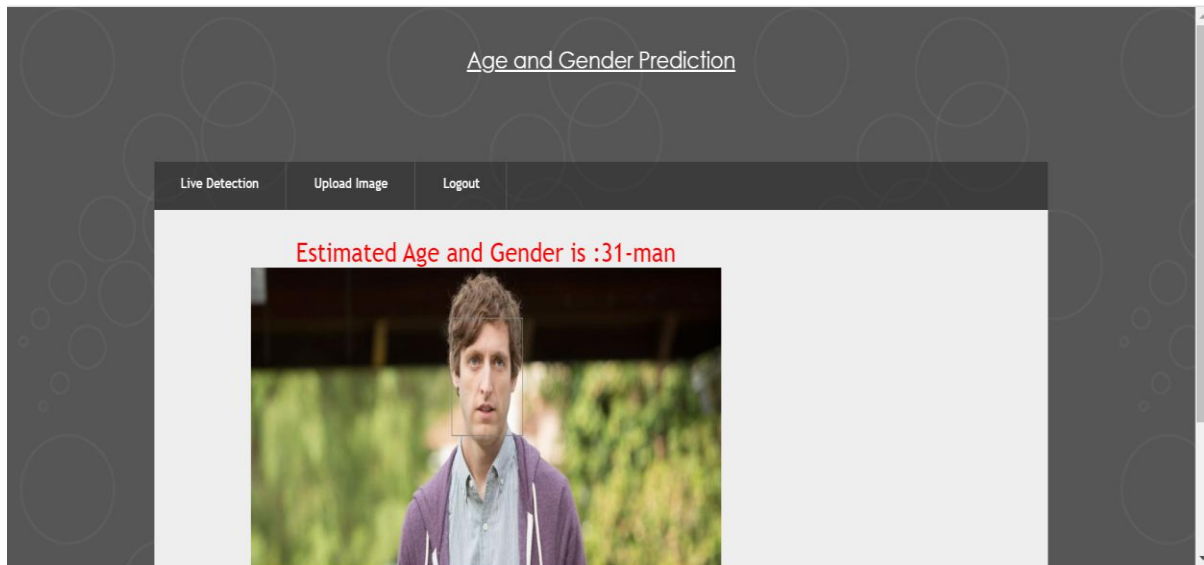 Age and Gender Prediction
Live Detection
Upload Image
Logout
Estimated Age and Gender is :31-man